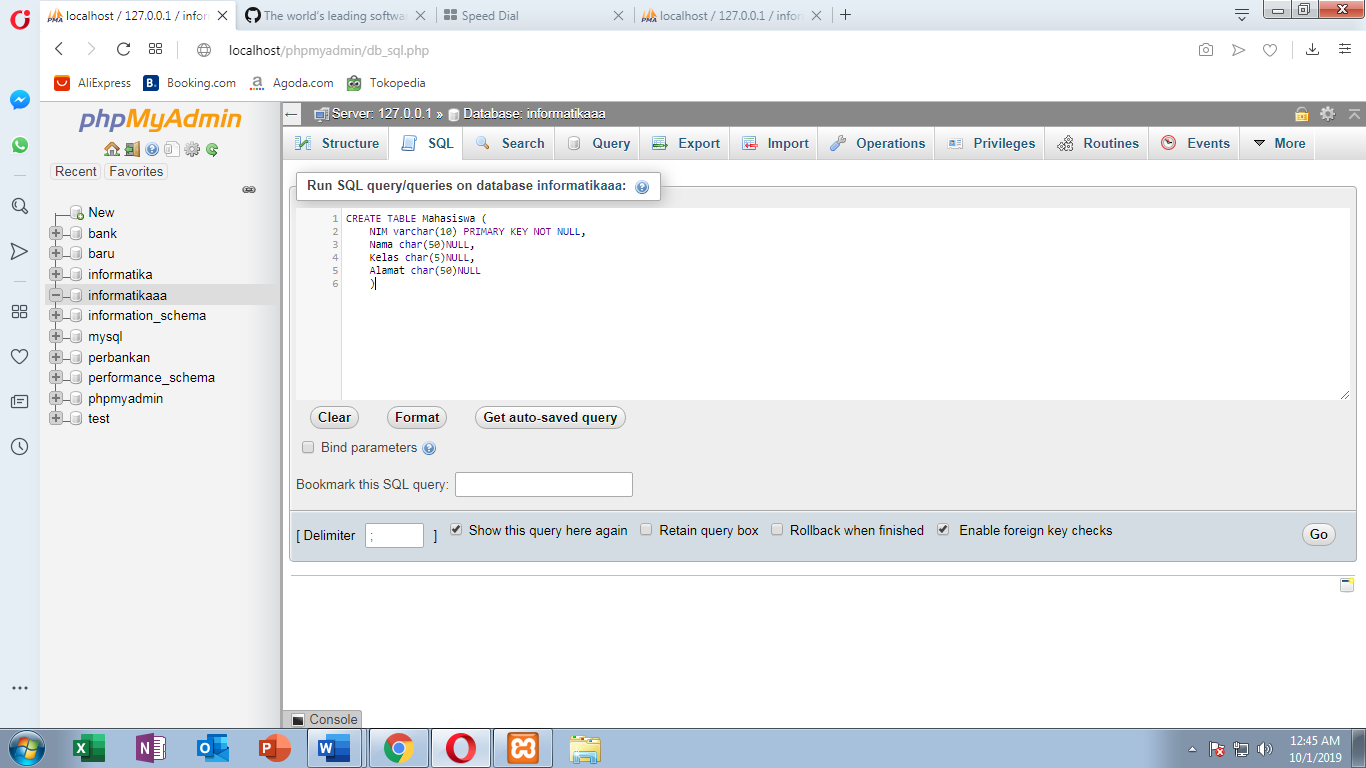 localhost / 127.0.0.1 / infor
The world's leading softwa
Speed Dial
localhost / 127.0.0.1 / infor
localhost/phpmyadmin/db_sql.php
AliExpress
B.
Booking.com
a
Agoda.com
Tokopedia
phpMyAdmin
Recent
Favorites
New
bank
baru
informatika
informatikaaa
information_schema
mysql
perbankan
performance_schema
phpmyadmin
test
Server: 127.0.0.1 » Database: informatikaaa
Structure
SQL
Search
Query
Export
Import
Operations
Privileges
Routines
Events
More
Run SQL query/queries on database informatikaaa:
1 CREATE TABLE Mahasiswa (
2 NIM varchar(10) PRIMARY KEY NOT NULL,
3 Nama char(50)NULL,
4 Kelas char(5)NULL,
5 Alamat char(50)NULL
6 )
Clear
Format
Get auto-saved query
Bind parameters
Bookmark this SQL query:
[ Delimiter ; ]
Show this query here again
Retain query box
Rollback when finished
Enable foreign key checks
Go
Console
12:45 AM
10/1/2019